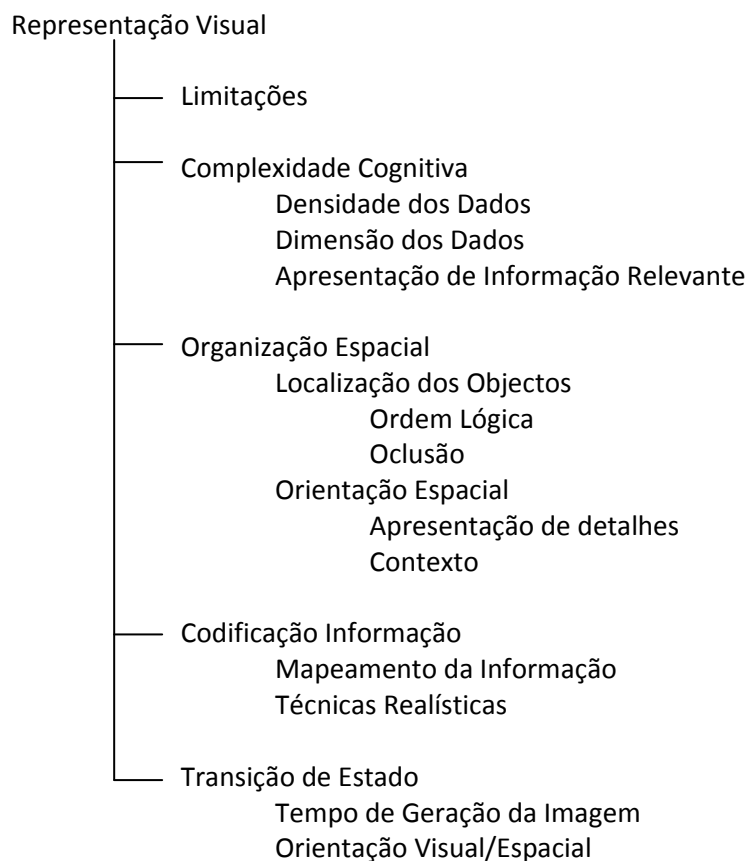 Representação Visual
Limitações
Complexidade Cognitiva
Densidade dos Dados
Dimensão dos Dados
Apresentação de Informação Relevante
Organização Espacial
Localização dos Objectos
Ordem Lógica
Oclusão
Orientação Espacial
Apresentação de detalhes
Contexto
Codificação Informação
Mapeamento da Informação
Técnicas Realísticas
Transição de Estado
Tempo de Geração da Imagem
Orientação Visual/Espacial